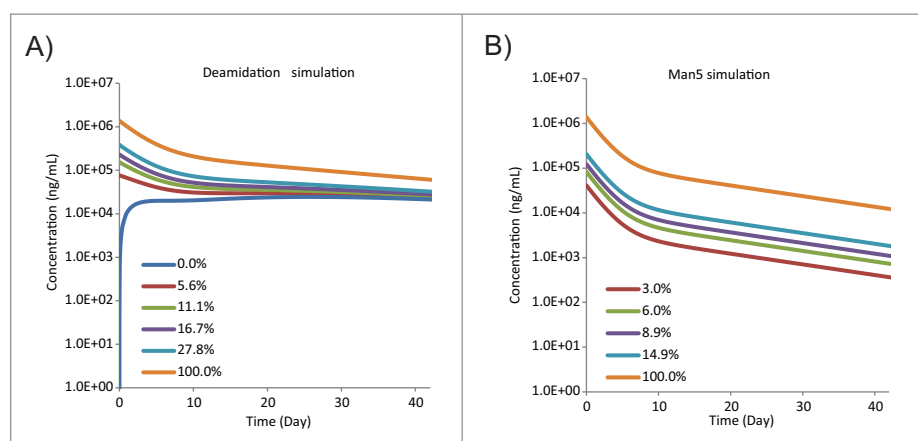 A)
Deamidation simulation
1.0E+07
1.0E+06
1.0E+05
1.0E+04
1.0E+03
1.0E+02
1.0E+01
1.0E+00
Concentration (ng/mL)
0.0%
5.6%
11.1%
16.7%
27.8%
100.0%
0 10 20 30 40
Time (Day)
B)
Man5 simulation
1.0E+07
1.0E+06
1.0E+05
1.0E+04
1.0E+03
1.0E+02
1.0E+01
1.0E+00
Concentration (ng/mL)
3.0%
6.0%
8.9%
14.9%
100.0%
0 10 20 30 40
Time (Day)